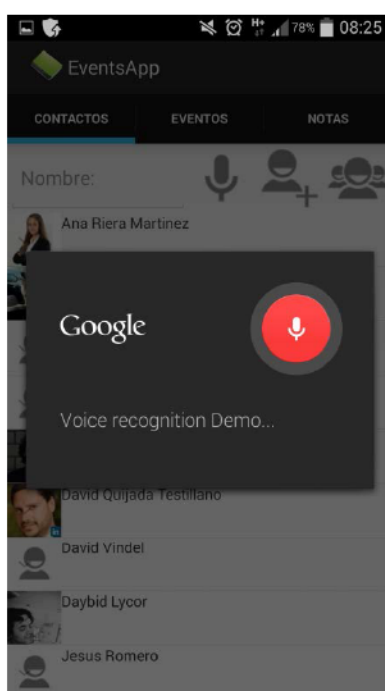 H+ 78% 08:25
EventsApp
CONTACTOS EVENTOS NOTAS
Nombre:
Ana Riera Martinez
Google
Voice recognition Demo...
David Quijada Testillano
in
David Vindel
Daybid Lycor
Jesus Romero